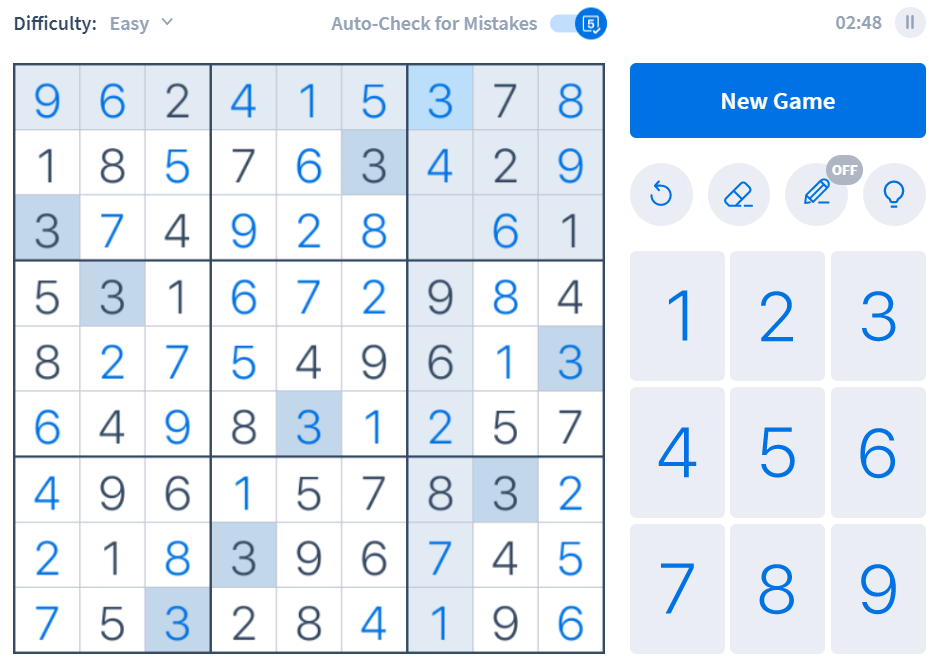 Difficulty: Easy Auto-Check for Mistakes 5 02:48
9 6 2 4 1 5 3 7 8
1 8 5 7 6 3 4 2 9
3 7 4 9 2 8 6 1
5 3 1 6 7 2 9 8 4
8 2 7 5 4 9 6 1 3
6 4 9 8 3 1 2 5 7
4 9 6 1 5 7 8 3 2
2 1 8 3 9 6 7 4 5
7 5 3 2 8 4 1 9 6
New Game
OFF
1 2 3
4 5 6
7 8 9